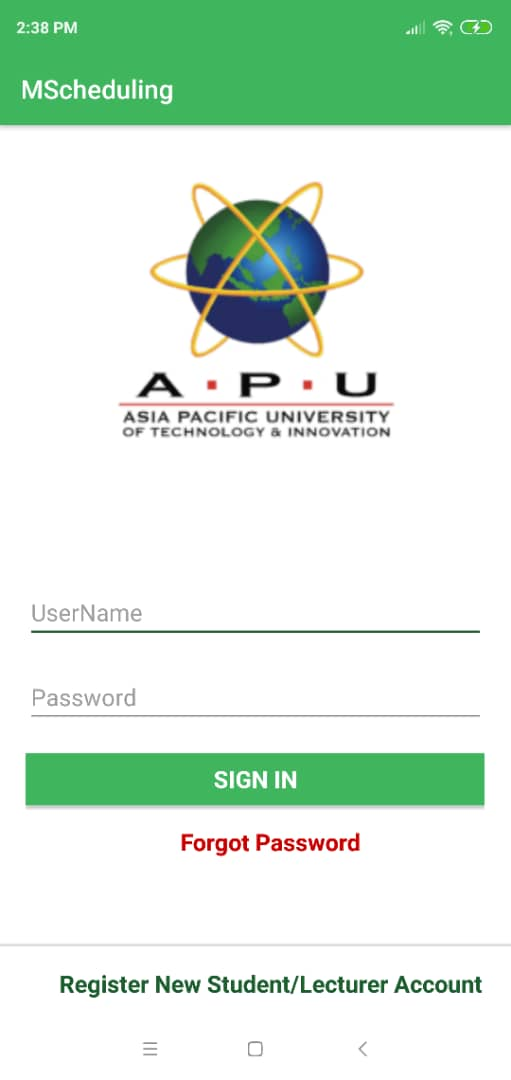 2:38 PM
MScheduling
A·P·U
ASIA PACIFIC UNIVERSITY
OF TECHNOLOGY & INNOVATION
UserName
Password
SIGN IN
Forgot Password
Register New Student/Lecturer Account